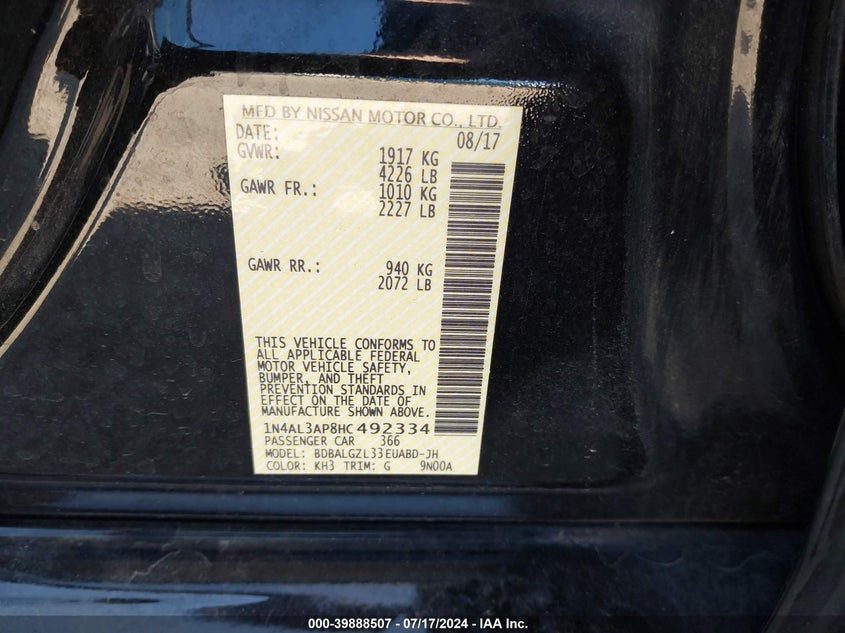 MFD BY NISSAN MOTOR CO., LTD.
DATE: 08/17
GVWR: 1917 KG
4226 LB
GAWR FR.: 1010 KG
2227 LB
GAWR RR.: 940 KG
2072 LB
THIS VEHICLE CONFORMS TO
ALL APPLICABLE FEDERAL
MOTOR VEHICLE SAFETY,
BUMPER, AND THEFT
PREVENTION STANDARDS IN
EFFECT ON THE DATE OF
MANUFACTURE SHOWN ABOVE.
1N4AL3AP8HC492334
PASSENGER CAR 366
MODEL: BDBALGZL33EUABD-JH
COLOR: KH3 TRIM: G 9N00A
000-39888507 - 07/17/2024 - IAA Inc.